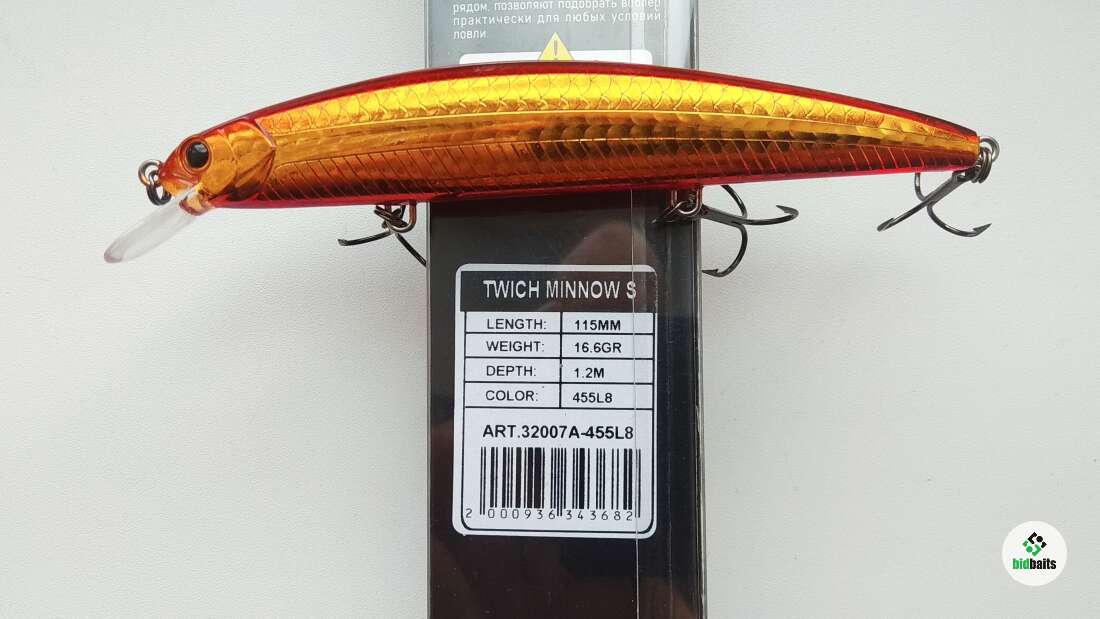 рядом, позволяют подобрать воблер
практически для любых условий
ловли.
TWICH MINNOW S
LENGTH: 115MM
WEIGHT: 16.6GR
DEPTH: 1.2M
COLOR: 455L8
ART.32007A-455L8
2 000936 343682
bidbaits